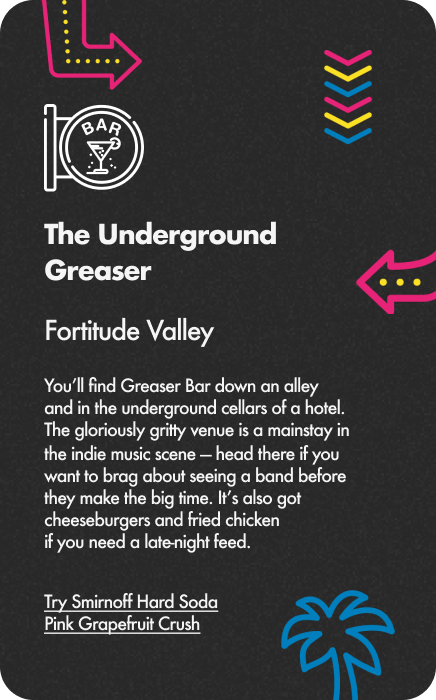 BAR
The Underground
Greaser
Fortitude Valley
You’ll find Greaser Bar down an alley
and in the underground cellars of a hotel.
The gloriously gritty venue is a mainstay in
the indie music scene – head there if you
want to brag about seeing a band before
they make the big time. It’s also got
cheeseburgers and fried chicken
if you need a late-night feed.
Try Smirnoff Hard Soda
Pink Grapefruit Crush